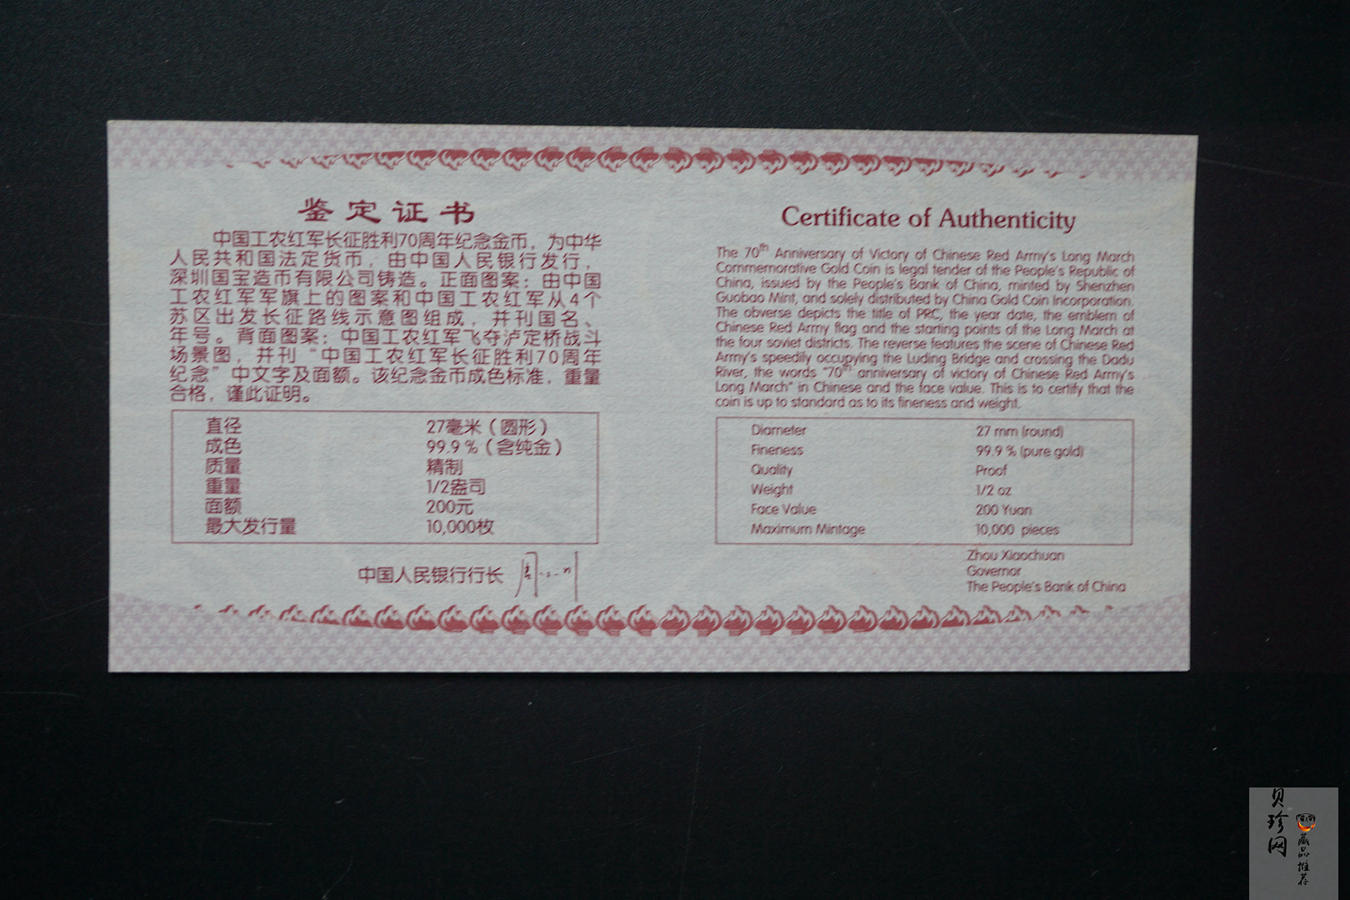 鉴定证书
中国工农红军长征胜利70周年纪念金币，为中华
人民共和国法定货币，由中国人民银行发行，
深圳国宝造币有限公司铸造。正面图案：由中国
工农红军军旗上的图案和中国工农红军从4个
苏区出发长征路线示意图组成，并刊国名、
年号。背面图案：中国工农红军飞夺泸定桥战斗
场景图，并刊“中国工农红军长征胜利70周年
纪念”中文字及面额。该纪念金币成色标准，重量
合格，谨此证明。
直径 27毫米（圆形）
成色 99.9％（含纯金）
质量 精制
重量 1/2盎司
面额 200元
最大发行量 10,000枚
中国人民银行行长
Certificate of Authenticity
The 70th Anniversary of Victory of Chinese Red Army's Long March
Commemorative Gold Coin is legal tender of the People's Republic of
China, issued by the People's Bank of China, minted by Shenzhen
Guobao Mint, and solely distributed by China Gold Coin Incorporation.
The obverse depicts the title of PRC, the year date, the emblem of
Chinese Red Army flag and the starting points of the Long March at
the four soviet districts. The reverse features the scene of Chinese Red
Army's speedily occupying the Luding Bridge and crossing the Dadu
River, the words "70th anniversary of victory of Chinese Red Army's
Long March" in Chinese and the face value. This is to certify that the
coin is up to standard as to its fineness and weight.
Diameter 27 mm (round)
Fineness 99.9 % (pure gold)
Quality Proof
Weight 1/2 oz
Face Value 200 Yuan
Maximum Mintage 10,000 pieces
Zhou Xiaochuan
Governor
The People's Bank of China
贝珍网
藏品推荐